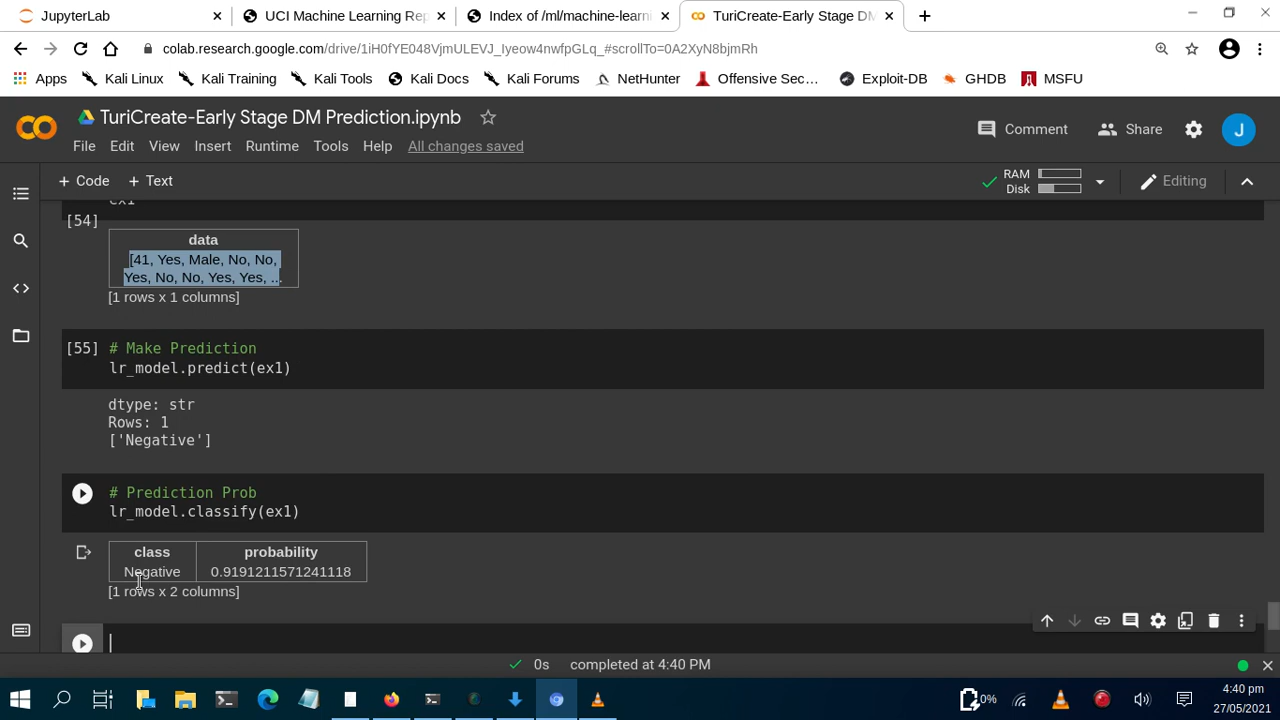 JupyterLab
UCI Machine Learning Rep
Index of /ml/machine-learni
TuriCreate-Early Stage DM
colab.research.google.com/drive/1iH0fYE048VjmULEVJ_Iyeow4nwfpGLq_#scrollTo=0A2XyN8bjmRh
Apps
Kali Linux
Kali Training
Kali Tools
Kali Docs
Kali Forums
NetHunter
Offensive Sec…
Exploit-DB
GHDB
MSFU
TuriCreate-Early Stage DM Prediction.ipynb
Comment
Share
J
File Edit View Insert Runtime Tools Help All changes saved
+ Code + Text
RAM
Disk
Editing
ex1
[54]
data
[41, Yes, Male, No, No,
Yes, No, No, Yes, Yes, ...
[1 rows x 1 columns]
[55] # Make Prediction
lr_model.predict(ex1)
dtype: str
Rows: 1
['Negative']
# Prediction Prob
lr_model.classify(ex1)
class probability
Negative 0.9191211571241118
[1 rows x 2 columns]
0s completed at 4:40 PM
0%
4:40 pm
27/05/2021